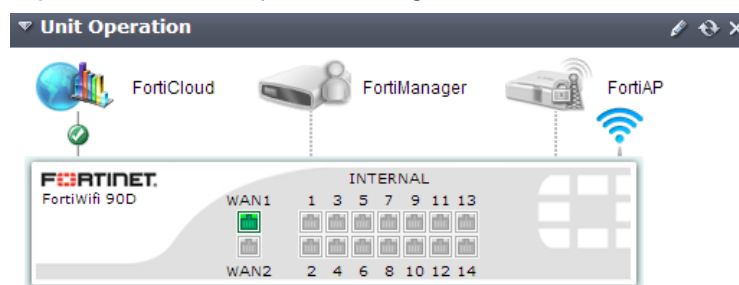 Unit Operation
FortiCloud FortiManager FortiAP
FORTINET.
INTERNAL
FortiWifi 90D
WAN1 1 3 5 7 9 11 13
WAN2 2 4 6 8 10 12 14